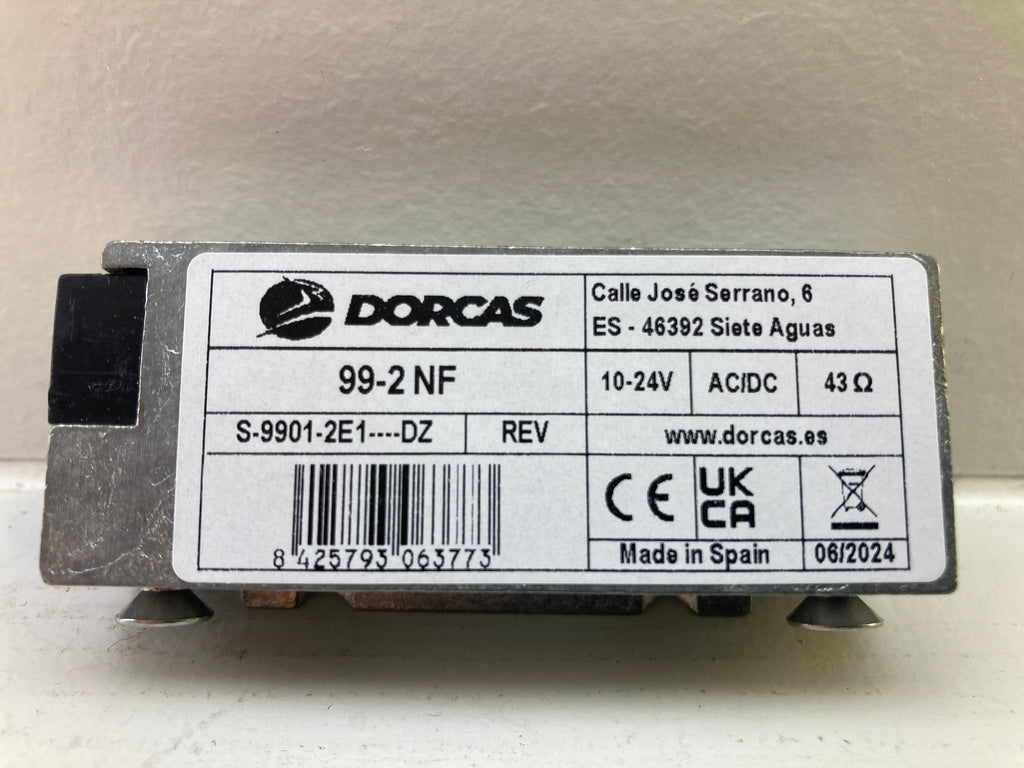 DORCAS
Calle José Serrano, 6
ES - 46392 Siete Aguas
99-2 NF
10-24V
AC/DC
43 Ω
S-9901-2E1----DZ
REV
www.dorcas.es
CE
UK
CA
8 425793 063773
Made in Spain
06/2024